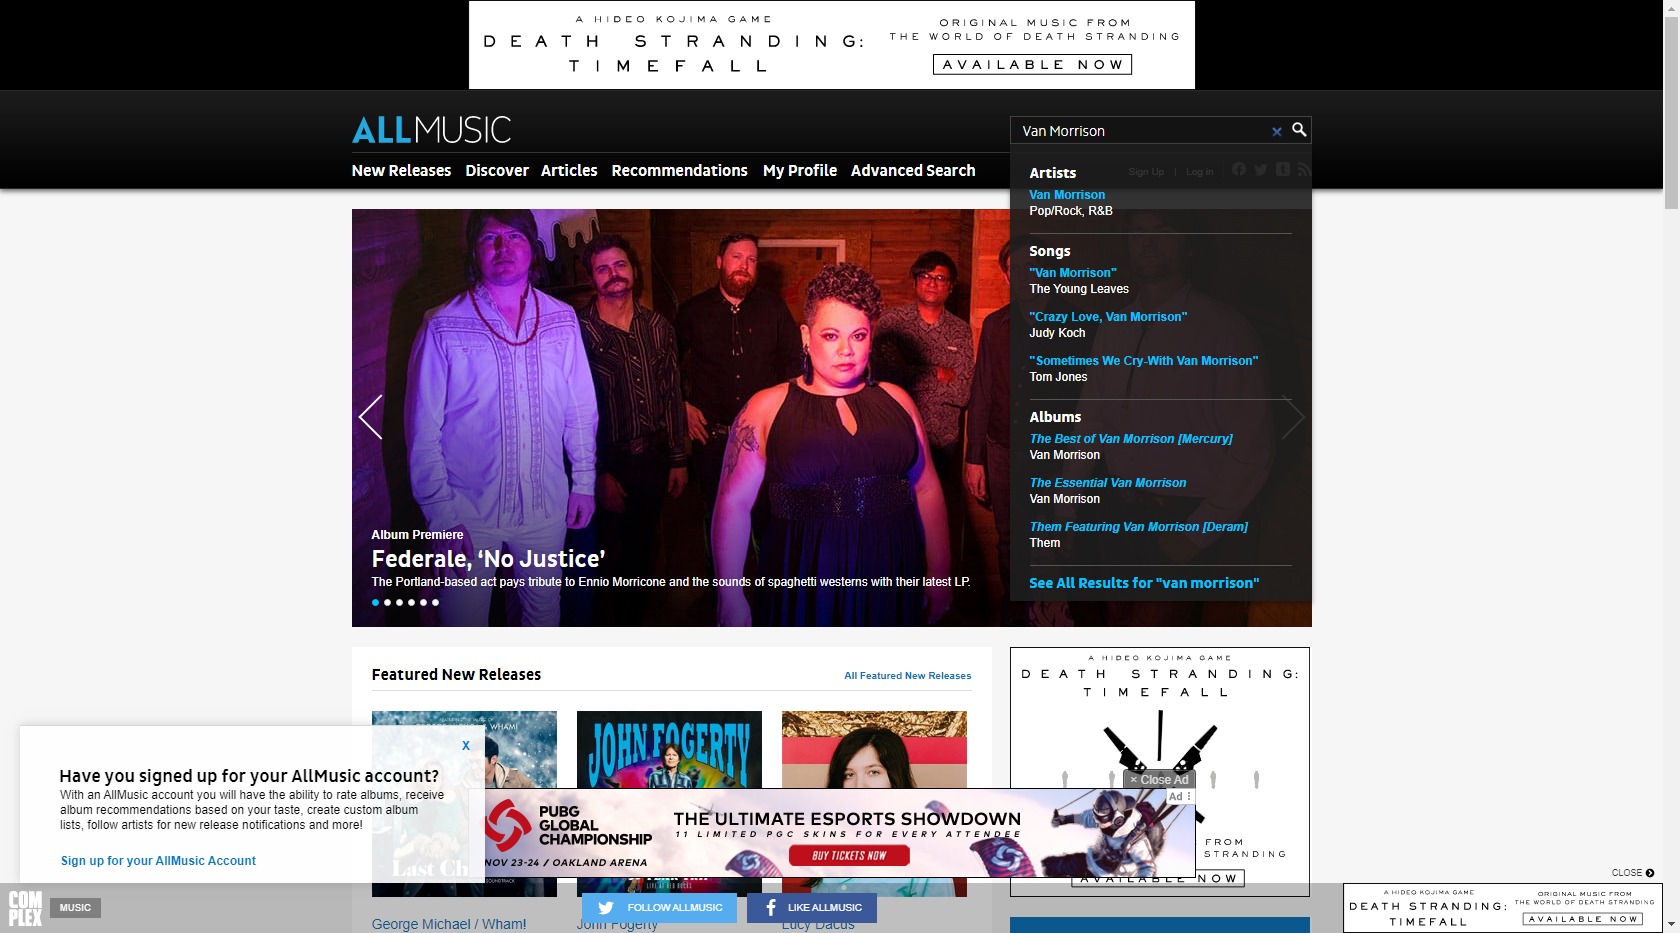 A HIDEO KOJIMA GAME
DEATH STRANDING:
TIMEFALL
ORIGINAL MUSIC FROM
THE WORLD OF DEATH STRANDING
AVAILABLE NOW
ALLMUSIC
Van Morrison
New Releases Discover Articles Recommendations My Profile Advanced Search
Sign Up | Log in
Artists
Van Morrison
Pop/Rock, R&B
Songs
"Van Morrison"
The Young Leaves
"Crazy Love, Van Morrison"
Judy Koch
"Sometimes We Cry-With Van Morrison"
Tom Jones
Albums
The Best of Van Morrison [Mercury]
Van Morrison
The Essential Van Morrison
Van Morrison
Them Featuring Van Morrison [Deram]
Them
See All Results for "van morrison"
Album Premiere
Federale, ‘No Justice’
The Portland-based act pays tribute to Ennio Morricone and the sounds of spaghetti westerns with their latest LP.
Featured New Releases
All Featured New Releases
JOHN FOGERTY
LIVE AT RED ROCKS
WHAM!
Last Ch
SOUNDTRACK
X
Have you signed up for your AllMusic account?
With an AllMusic account you will have the ability to rate albums, receive
album recommendations based on your taste, create custom album
lists, follow artists for new release notifications and more!
Sign up for your AllMusic Account
A HIDEO KOJIMA GAME
DEATH STRANDING:
TIMEFALL
FROM
STRANDING
AVAILABLE NOW
× Close Ad
Ad
PUBG
GLOBAL
CHAMPIONSHIP
NOV 23-24 / OAKLAND ARENA
THE ULTIMATE ESPORTS SHOWDOWN
11 LIMITED PGC SKINS FOR EVERY ATTENDEE
BUY TICKETS NOW
George Michael / Wham!
John Fogerty
Lucy Dacus
COM
PLEX
MUSIC
FOLLOW ALLMUSIC
LIKE ALLMUSIC
CLOSE
A HIDEO KOJIMA GAME
DEATH STRANDING:
TIMEFALL
ORIGINAL MUSIC FROM
THE WORLD OF DEATH STRANDING
AVAILABLE NOW